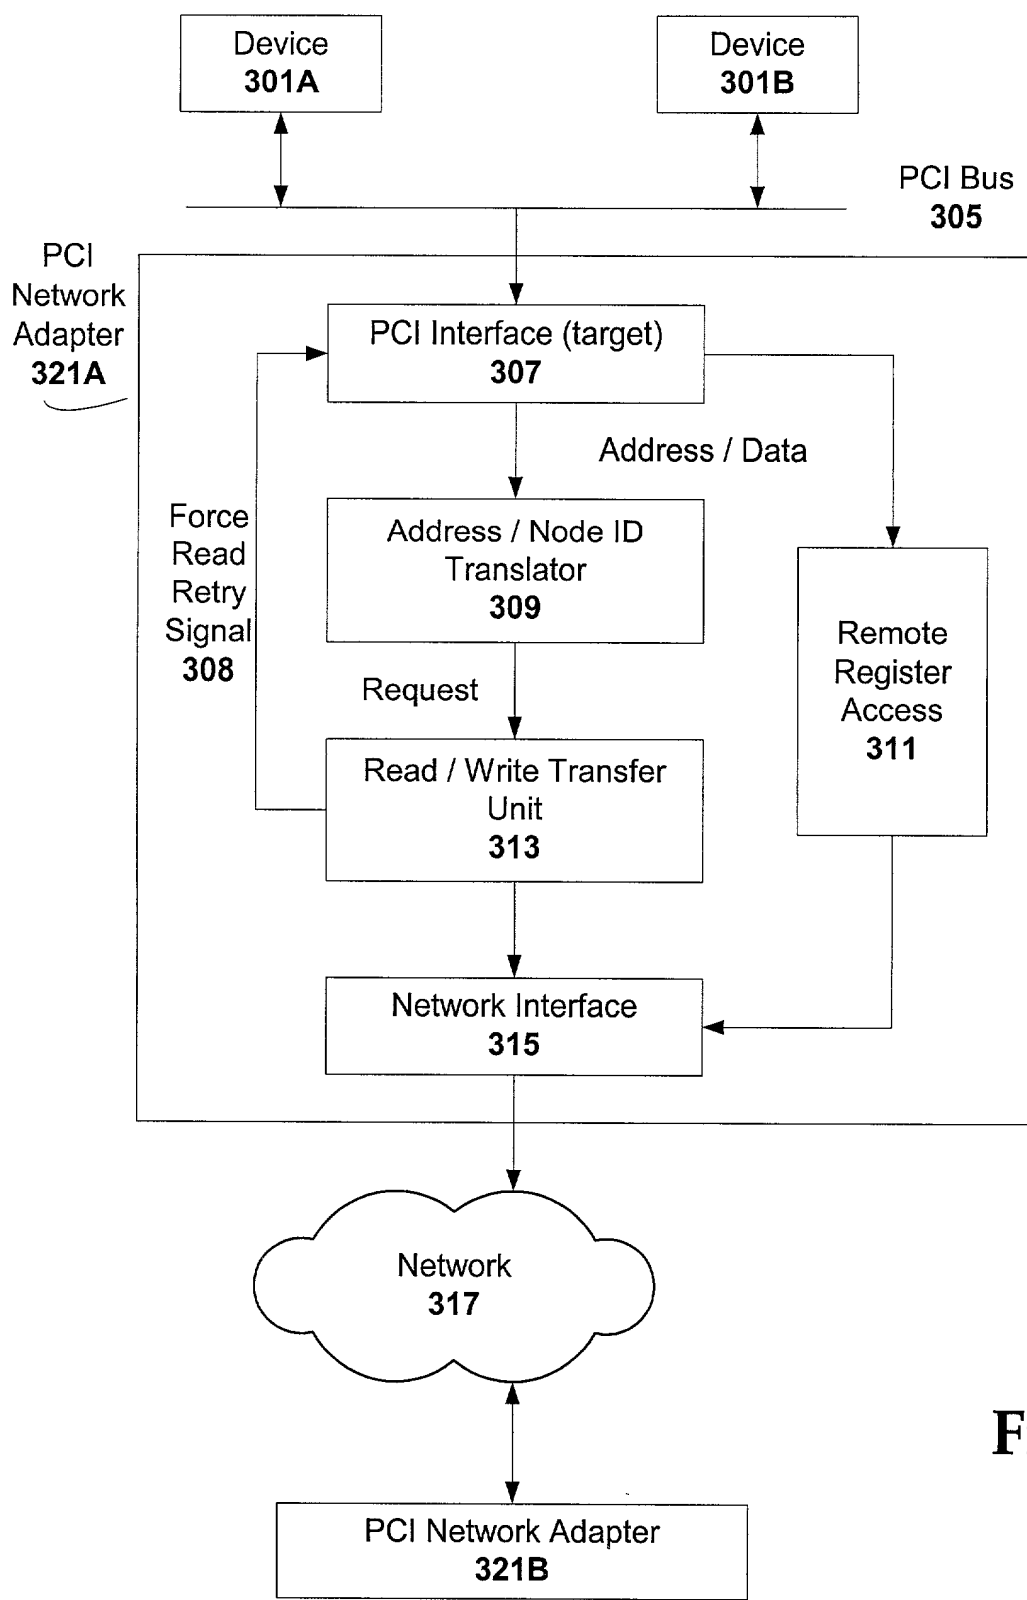 Device
301A
Device
301B
PCI Bus
305
PCI
Network
Adapter
321A
PCI Interface (target)
307
Address / Data
Force
Read
Retry
Signal
308
Address / Node ID
Translator
309
Remote
Register
Access
311
Request
Read / Write Transfer
Unit
313
Network Interface
315
Network
317
PCI Network Adapter
321B